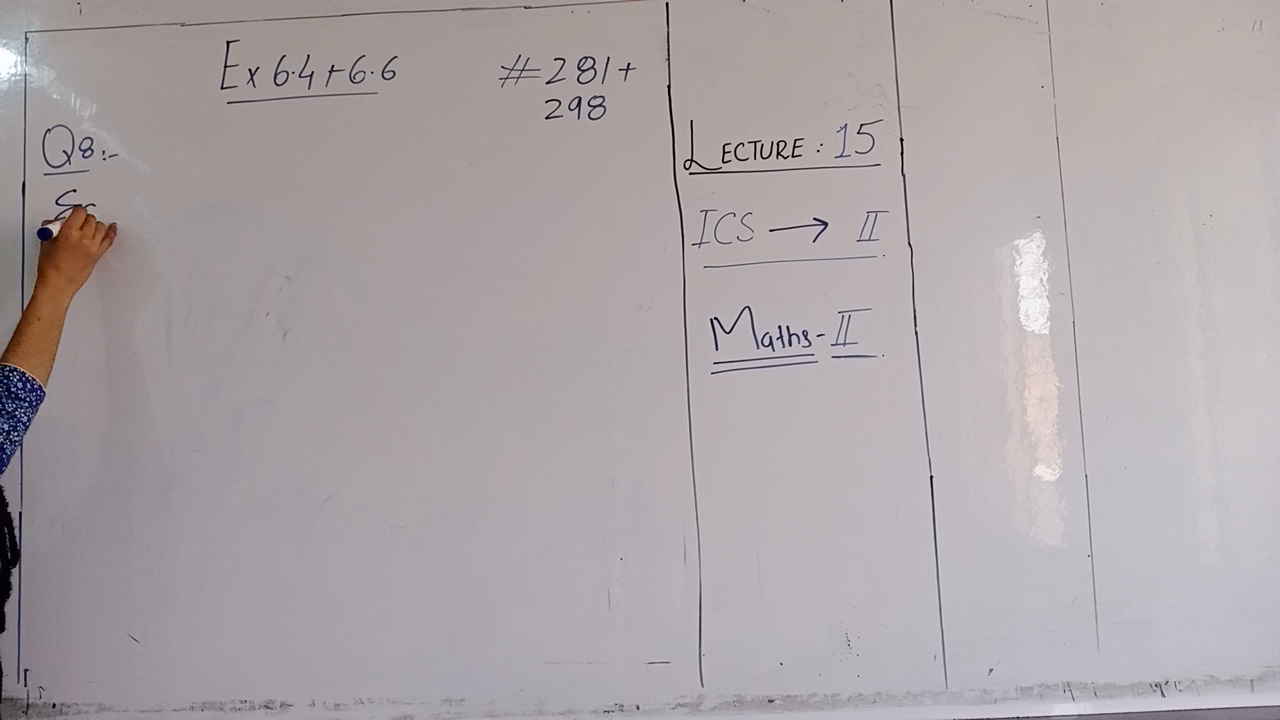 Ex 6.4+6.6
#281+
298
Q8:-
LECTURE: 15
ICS → II
Maths-II